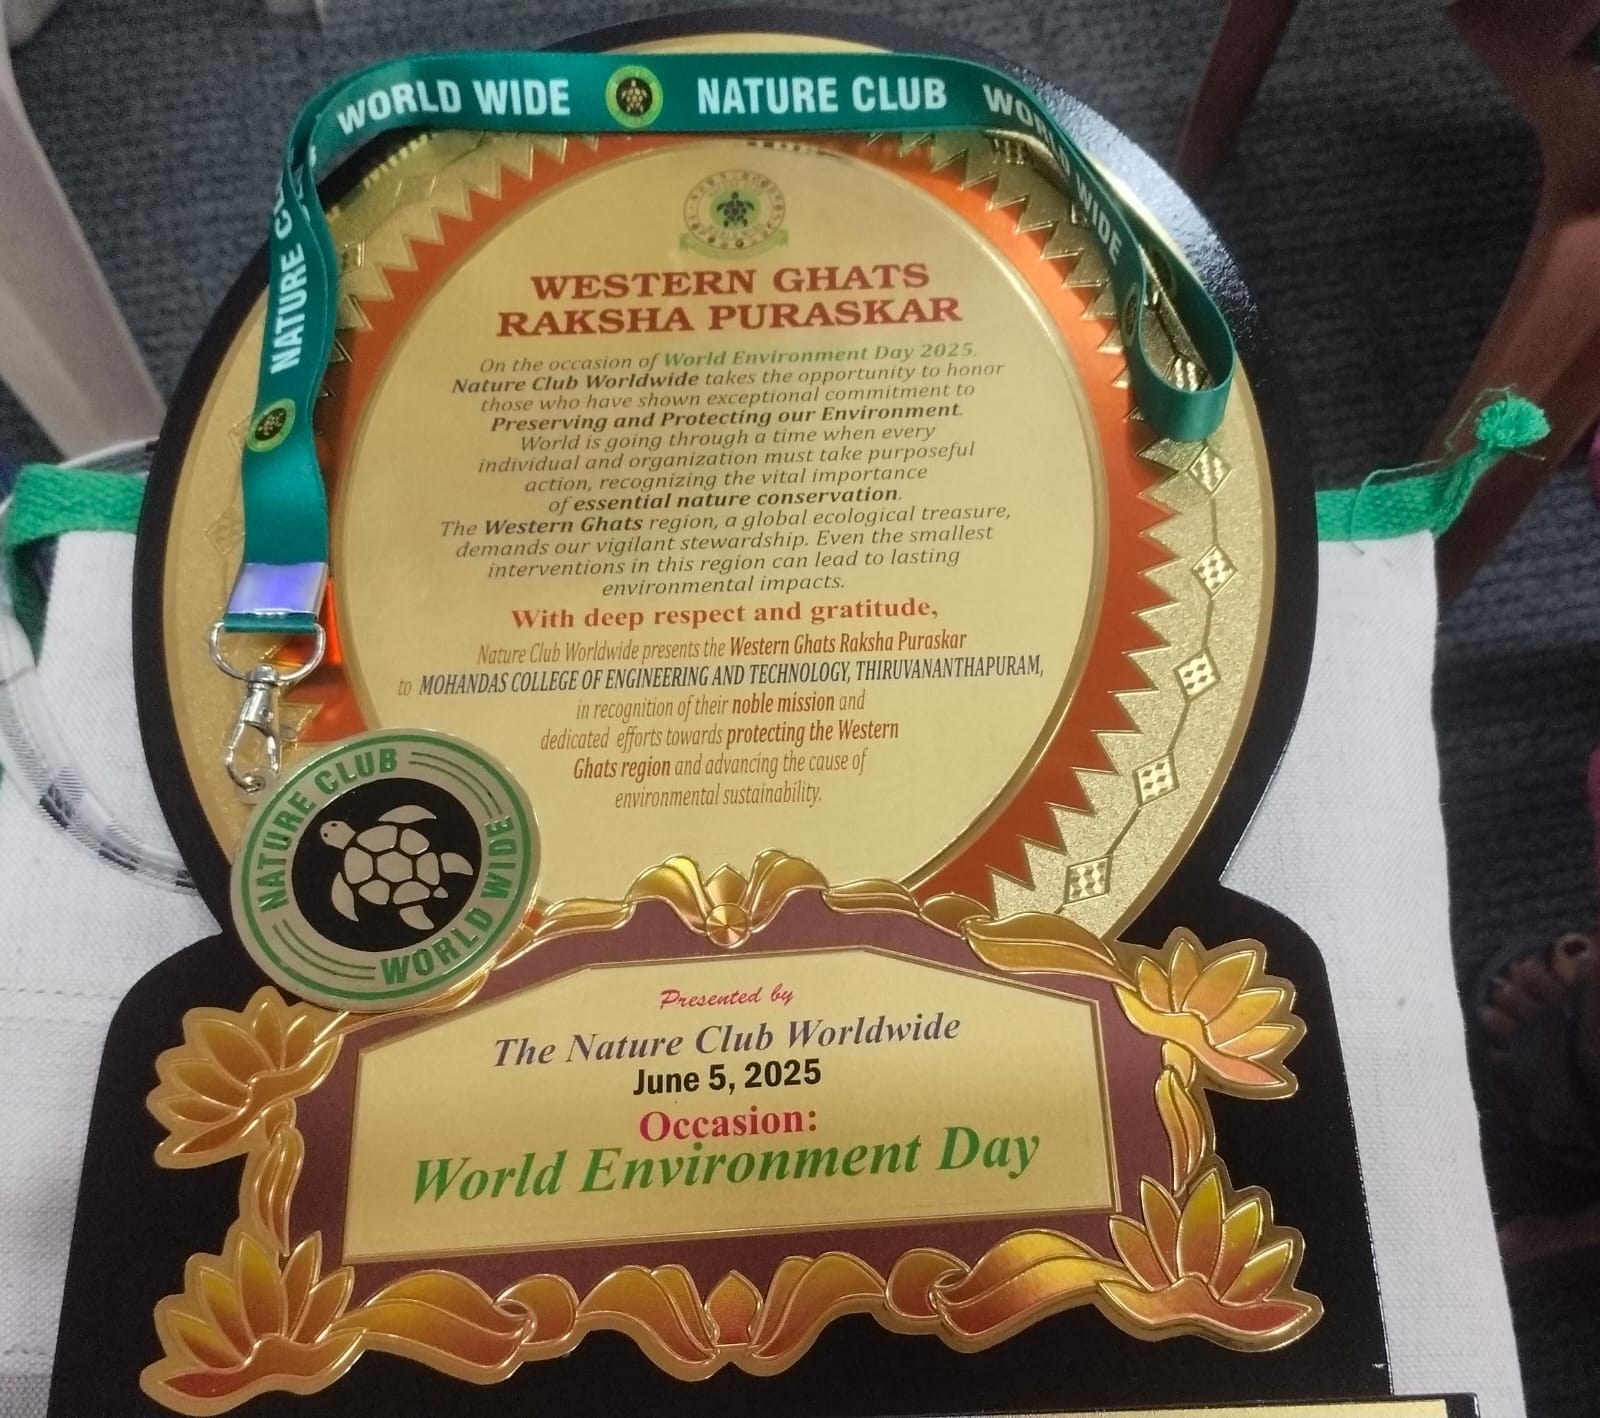 WORLD WIDE NATURE CLUB WORLD WIDE
NATURE
WESTERN GHATS
RAKSHA PURASKAR
On the occasion of World Environment Day 2025,
Nature Club Worldwide takes the opportunity to honor
those who have shown exceptional commitment to
Preserving and Protecting our Environment.
World is going through a time when every
individual and organization must take purposeful
action, recognizing the vital importance
of essential nature conservation.
The Western Ghats region, a global ecological treasure,
demands our vigilant stewardship. Even the smallest
interventions in this region can lead to lasting
environmental impacts.
With deep respect and gratitude,
Nature Club Worldwide presents the Western Ghats Raksha Puraskar
to MOHANDAS COLLEGE OF ENGINEERING AND TECHNOLOGY, THIRUVANANTHAPURAM,
in recognition of their noble mission and
dedicated efforts towards protecting the Western
Ghats region and advancing the cause of
environmental sustainability.
NATURE CLUB
WORLD WIDE
Presented by
The Nature Club Worldwide
June 5, 2025
Occasion:
World Environment Day